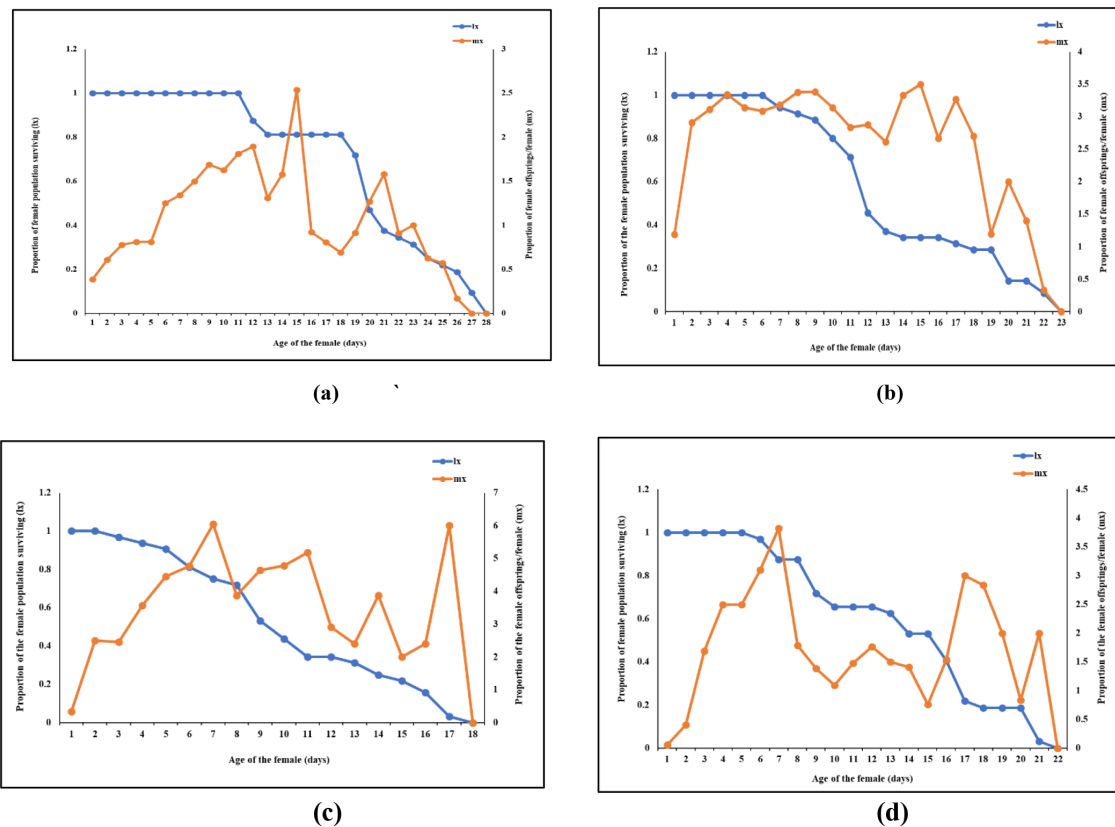 lx
mx
1.2
1
0.8
0.6
0.4
0.2
0
3
2.5
2
1.5
1
0.5
0
Proportion of female population surviving (lx)
Proportion of female offsprings/female (mx)
1 2 3 4 5 6 7 8 9 10 11 12 13 14 15 16 17 18 19 20 21 22 23 24 25 26 27 28
Age of the female (days)
(a) `
lx
mx
1.2
1
0.8
0.6
0.4
0.2
0
4
3.5
3
2.5
2
1.5
1
0.5
0
Proportion of the female population surviving (lx)
Proportion of female offsprings/female (mx)
1 2 3 4 5 6 7 8 9 10 11 12 13 14 15 16 17 18 19 20 21 22 23
Age of the female (days)
(b)
lx
mx
1.2
1
0.8
0.6
0.4
0.2
0
7
6
5
4
3
2
1
0
Proportion of the female population surviving (lx)
Proportion of the female offsprings/female (mx)
1 2 3 4 5 6 7 8 9 10 11 12 13 14 15 16 17 18
Age of the female (days)
(c)
lx
mx
1.2
1
0.8
0.6
0.4
0.2
0
4.5
4
3.5
3
2.5
2
1.5
1
0.5
0
Proportion of female population surviving (lx)
Proportion of the female offsprings/female (mx)
1 2 3 4 5 6 7 8 9 10 11 12 13 14 15 16 17 18 19 20 21 22
Age of the female (days)
(d)